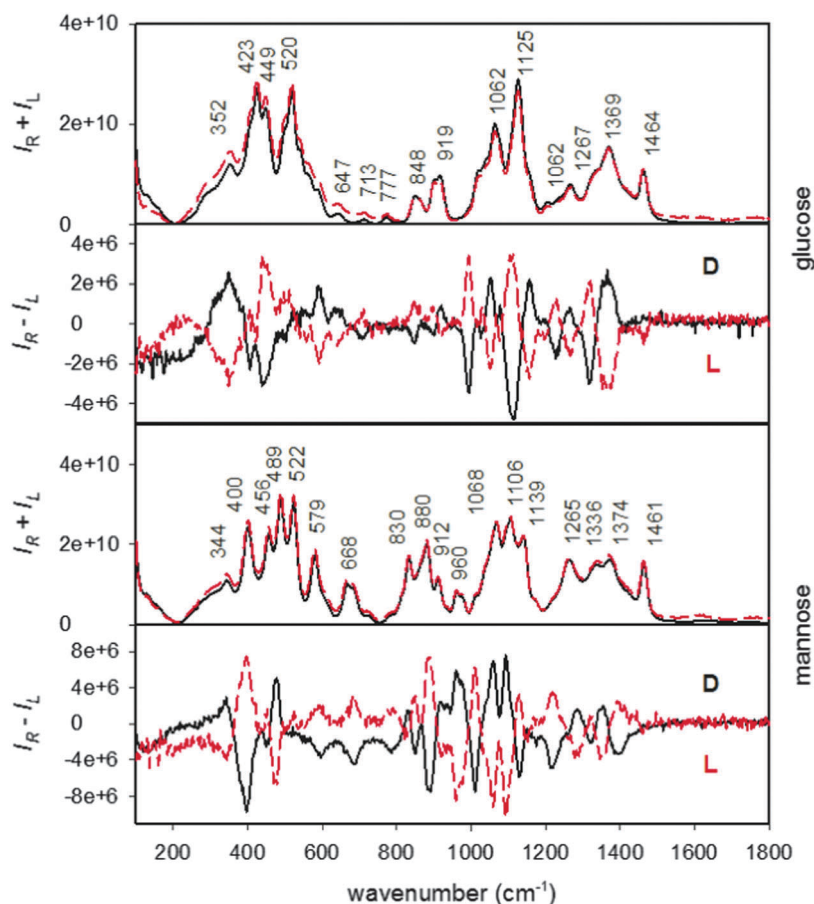 4e+10
2e+10
0
I_R + I_L
352
423
449
520
647
713
777
848
919
1062
1125
1062
1267
1369
1464
glucose
4e+6
2e+6
0
-2e+6
-4e+6
I_R - I_L
D
L
4e+10
2e+10
0
I_R + I_L
344
400
456
489
522
579
668
830
880
912
960
1068
1106
1139
1265
1336
1374
1461
mannose
8e+6
4e+6
0
-4e+6
-8e+6
I_R - I_L
D
L
200 400 600 800 1000 1200 1400 1600 1800
wavenumber (cm⁻¹)